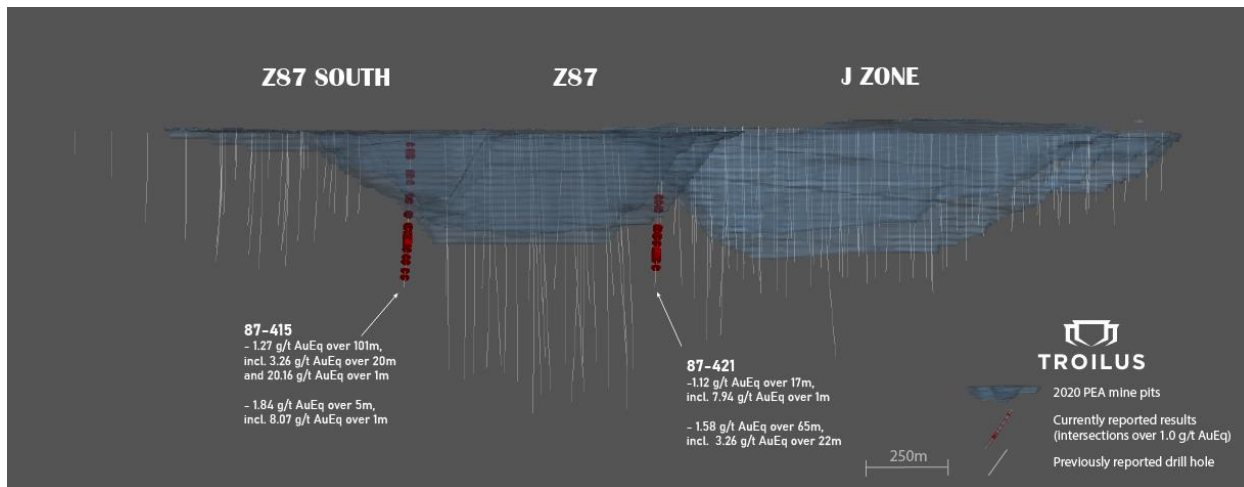 Z87 SOUTH
Z87
J ZONE
87-415
- 1.27 g/t AuEq over 101m,
incl. 3.26 g/t AuEq over 20m
and 20.16 g/t AuEq over 1m
- 1.84 g/t AuEq over 5m,
incl. 8.07 g/t AuEq over 1m
87-421
-1.12 g/t AuEq over 17m,
incl. 7.94 g/t AuEq over 1m
- 1.58 g/t AuEq over 65m,
incl. 3.26 g/t AuEq over 22m
TROILUS
2020 PEA mine pits
Currently reported results
(intersections over 1.0 g/t AuEq)
Previously reported drill hole
250m